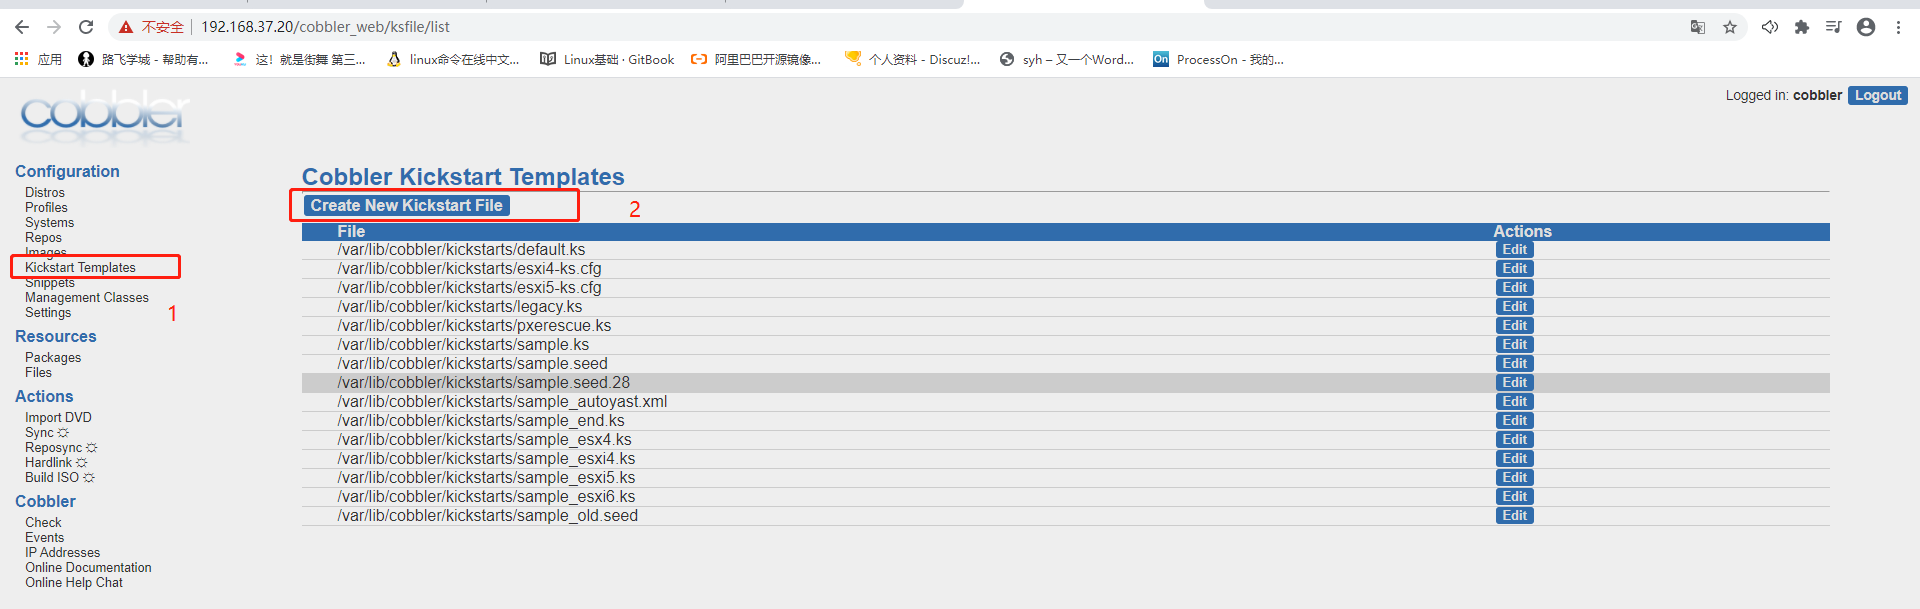 不安全 192.168.37.20/cobbler_web/ksfile/list
应用 路飞学城 - 帮助有... 这！就是街舞 第三... linux命令在线中文... Linux基础 · GitBook 阿里巴巴开源镜像... 个人资料 - Discuz!... syh – 又一个Word... On ProcessOn - 我的...
cobbler
Logged in: cobbler Logout
Configuration
Distros
Profiles
Systems
Repos
Images
Kickstart Templates
Snippets
Management Classes
Settings
1
Resources
Packages
Files
Actions
Import DVD
Sync
Reposync
Hardlink
Build ISO
Cobbler
Check
Events
IP Addresses
Online Documentation
Online Help Chat
Cobbler Kickstart Templates
Create New Kickstart File
2
File Actions
/var/lib/cobbler/kickstarts/default.ks Edit
/var/lib/cobbler/kickstarts/esxi4-ks.cfg Edit
/var/lib/cobbler/kickstarts/esxi5-ks.cfg Edit
/var/lib/cobbler/kickstarts/legacy.ks Edit
/var/lib/cobbler/kickstarts/pxerescue.ks Edit
/var/lib/cobbler/kickstarts/sample.ks Edit
/var/lib/cobbler/kickstarts/sample.seed Edit
/var/lib/cobbler/kickstarts/sample.seed.28 Edit
/var/lib/cobbler/kickstarts/sample_autoyast.xml Edit
/var/lib/cobbler/kickstarts/sample_end.ks Edit
/var/lib/cobbler/kickstarts/sample_esx4.ks Edit
/var/lib/cobbler/kickstarts/sample_esxi4.ks Edit
/var/lib/cobbler/kickstarts/sample_esxi5.ks Edit
/var/lib/cobbler/kickstarts/sample_esxi6.ks Edit
/var/lib/cobbler/kickstarts/sample_old.seed Edit